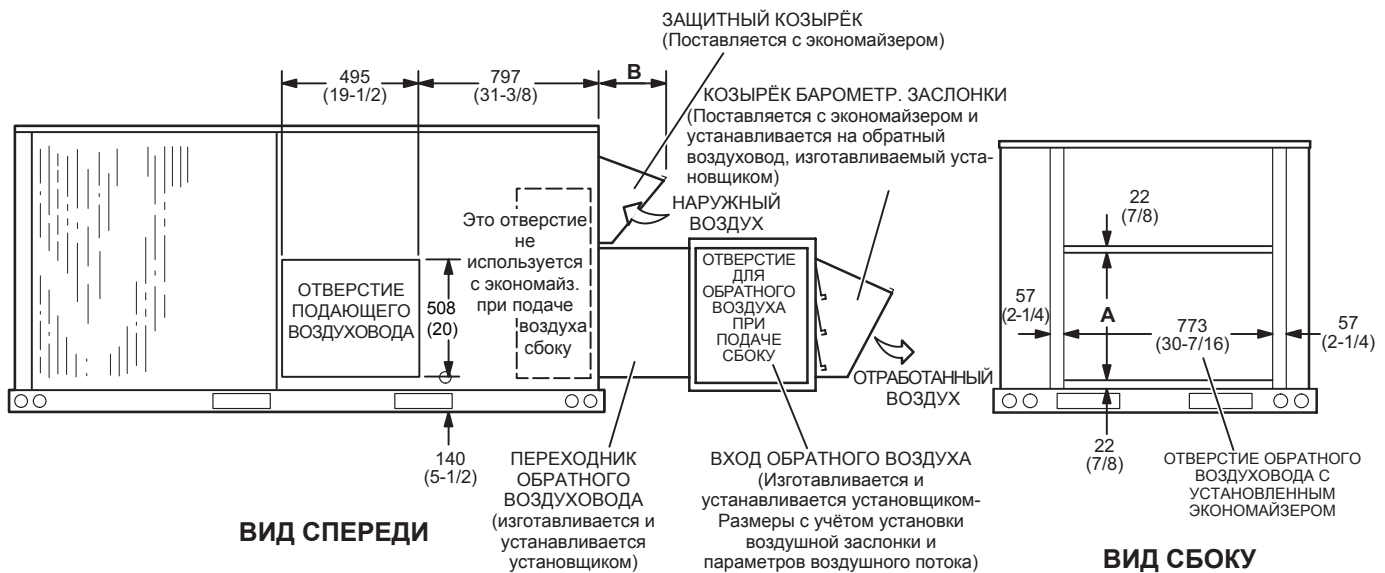 ЗАЩИТНЫЙ КОЗЫРЁК
(Поставляется с экономайзером)
495
(19-1/2)
797
(31-3/8)
B
КОЗЫРЁК БАРОМЕТР. ЗАСЛОНКИ
(Поставляется с экономайзером и
устанавливается на обратный
воздуховод, изготавливаемый уста-
новщиком)
НАРУЖНЫЙ
ВОЗДУХ
Это отверстие
не
используется
с экономайз.
при подаче
воздуха
сбоку
ОТВЕРСТИЕ
ПОДАЮЩЕГО
ВОЗДУХОВОДА
508
(20)
ОТВЕРСТИЕ
ДЛЯ
ОБРАТНОГО
ВОЗДУХА
ПРИ
ПОДАЧЕ
СБОКУ
ОТРАБОТАННЫЙ
ВОЗДУХ
140
(5-1/2)
ПЕРЕХОДНИК
ОБРАТНОГО
ВОЗДУХОВОДА
(изготавливается и
устанавливается
установщиком)
ВХОД ОБРАТНОГО ВОЗДУХА
(Изготавливается и
устанавливается установщиком-
Размеры с учётом установки
воздушной заслонки и
параметров воздушного потока)
ВИД СПЕРЕДИ
22
(7/8)
57
(2-1/4)
A
773
(30-7/16)
57
(2-1/4)
22
(7/8)
ОТВЕРСТИЕ ОБРАТНОГО
ВОЗДУХОВОДА С
УСТАНОВЛЕННЫМ
ЭКОНОМАЙЗЕРОМ
ВИД СБОКУ